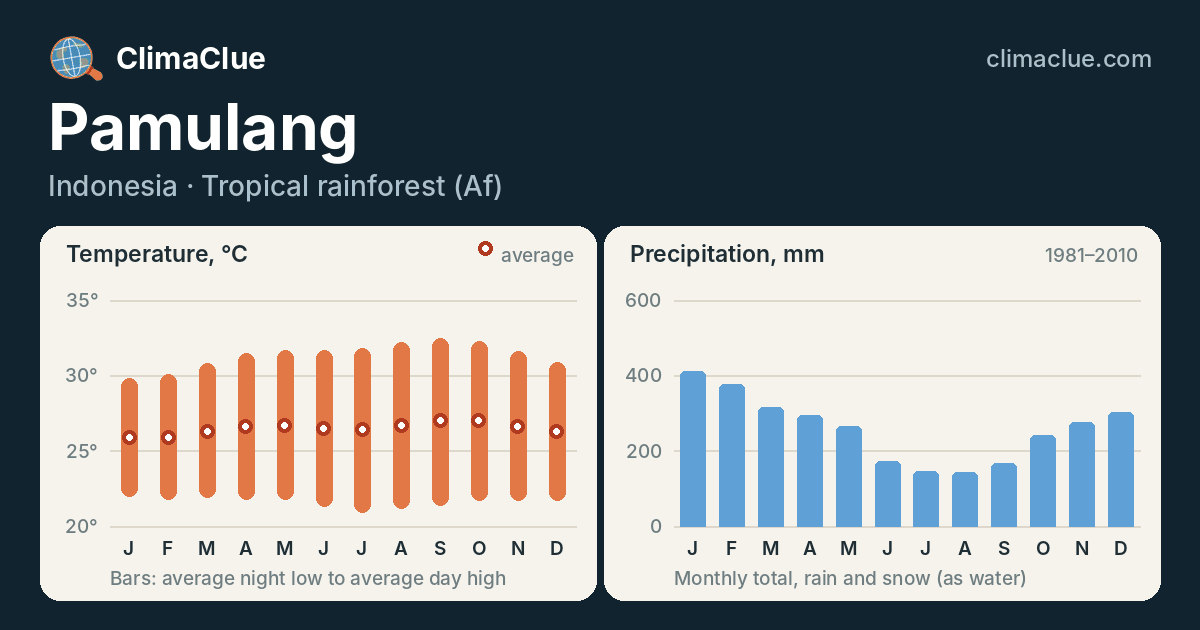 ClimaClue
climaclue.com
Pamulang
Indonesia · Tropical rainforest (Af)
Temperature, °C
average
35°
30°
25°
20°
J F M A M J J A S O N D
Bars: average night low to average day high
Precipitation, mm
1981–2010
600
400
200
0
J F M A M J J A S O N D
Monthly total, rain and snow (as water)